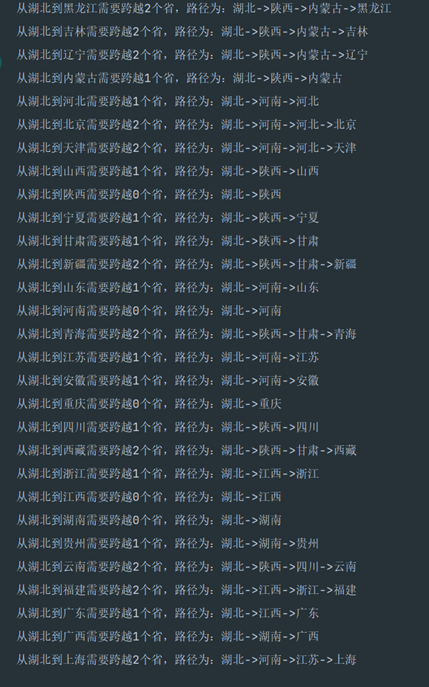 从湖北到黑龙江需要跨越2个省，路径为：湖北->陕西->内蒙古->黑龙江
从湖北到吉林需要跨越2个省，路径为：湖北->陕西->内蒙古->吉林
从湖北到辽宁需要跨越2个省，路径为：湖北->陕西->内蒙古->辽宁
从湖北到内蒙古需要跨越1个省，路径为：湖北->陕西->内蒙古
从湖北到河北需要跨越1个省，路径为：湖北->河南->河北
从湖北到北京需要跨越2个省，路径为：湖北->河南->河北->北京
从湖北到天津需要跨越2个省，路径为：湖北->河南->河北->天津
从湖北到山西需要跨越1个省，路径为：湖北->陕西->山西
从湖北到陕西需要跨越0个省，路径为：湖北->陕西
从湖北到宁夏需要跨越1个省，路径为：湖北->陕西->宁夏
从湖北到甘肃需要跨越1个省，路径为：湖北->陕西->甘肃
从湖北到新疆需要跨越2个省，路径为：湖北->陕西->甘肃->新疆
从湖北到山东需要跨越1个省，路径为：湖北->河南->山东
从湖北到河南需要跨越0个省，路径为：湖北->河南
从湖北到青海需要跨越2个省，路径为：湖北->陕西->甘肃->青海
从湖北到江苏需要跨越1个省，路径为：湖北->河南->江苏
从湖北到安徽需要跨越1个省，路径为：湖北->河南->安徽
从湖北到重庆需要跨越0个省，路径为：湖北->重庆
从湖北到四川需要跨越1个省，路径为：湖北->陕西->四川
从湖北到西藏需要跨越2个省，路径为：湖北->陕西->甘肃->西藏
从湖北到浙江需要跨越1个省，路径为：湖北->江西->浙江
从湖北到江西需要跨越0个省，路径为：湖北->江西
从湖北到湖南需要跨越0个省，路径为：湖北->湖南
从湖北到贵州需要跨越1个省，路径为：湖北->湖南->贵州
从湖北到云南需要跨越2个省，路径为：湖北->陕西->四川->云南
从湖北到福建需要跨越2个省，路径为：湖北->江西->浙江->福建
从湖北到广东需要跨越1个省，路径为：湖北->江西->广东
从湖北到广西需要跨越1个省，路径为：湖北->湖南->广西
从湖北到上海需要跨越2个省，路径为：湖北->河南->江苏->上海